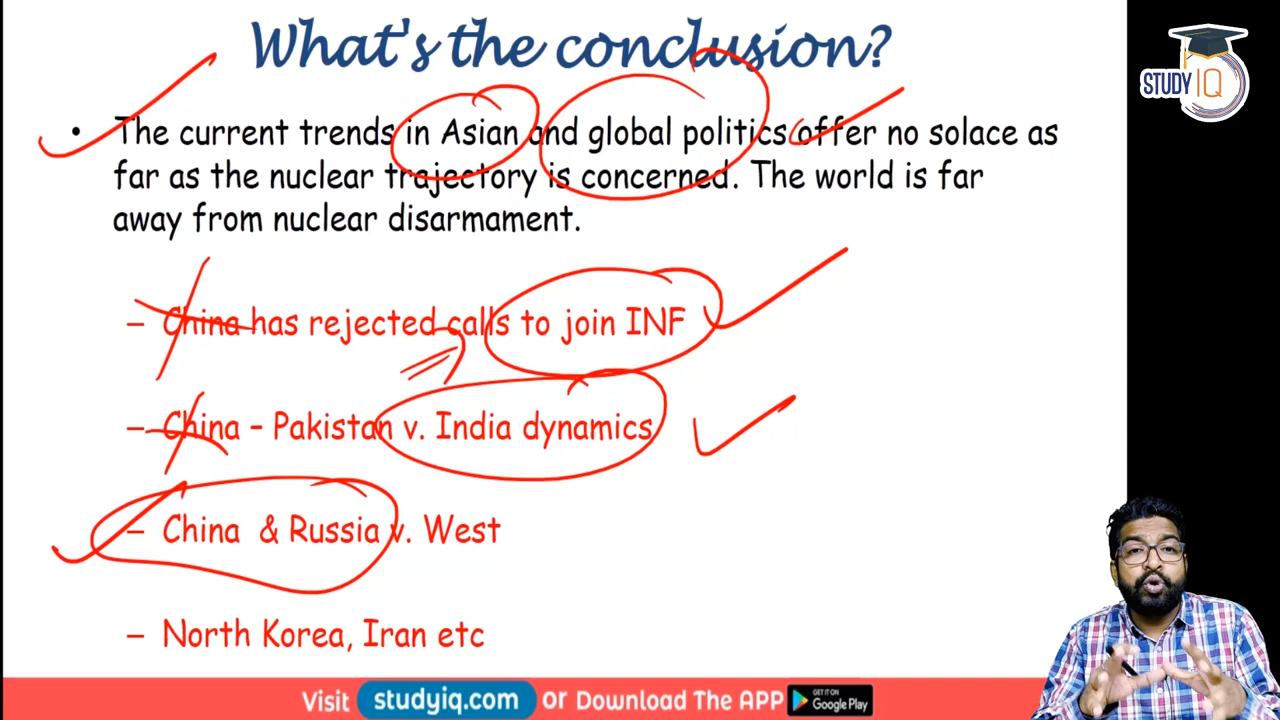 What's the conclusion?
STUDY IQ
• The current trends in Asian and global politics offer no solace as
far as the nuclear trajectory is concerned. The world is far
away from nuclear disarmament.
– China has rejected calls to join INF
– China – Pakistan v. India dynamics
– China & Russia v. West
– North Korea, Iran etc
Visit studyiq.com or Download The APP GET IT ON Google Play